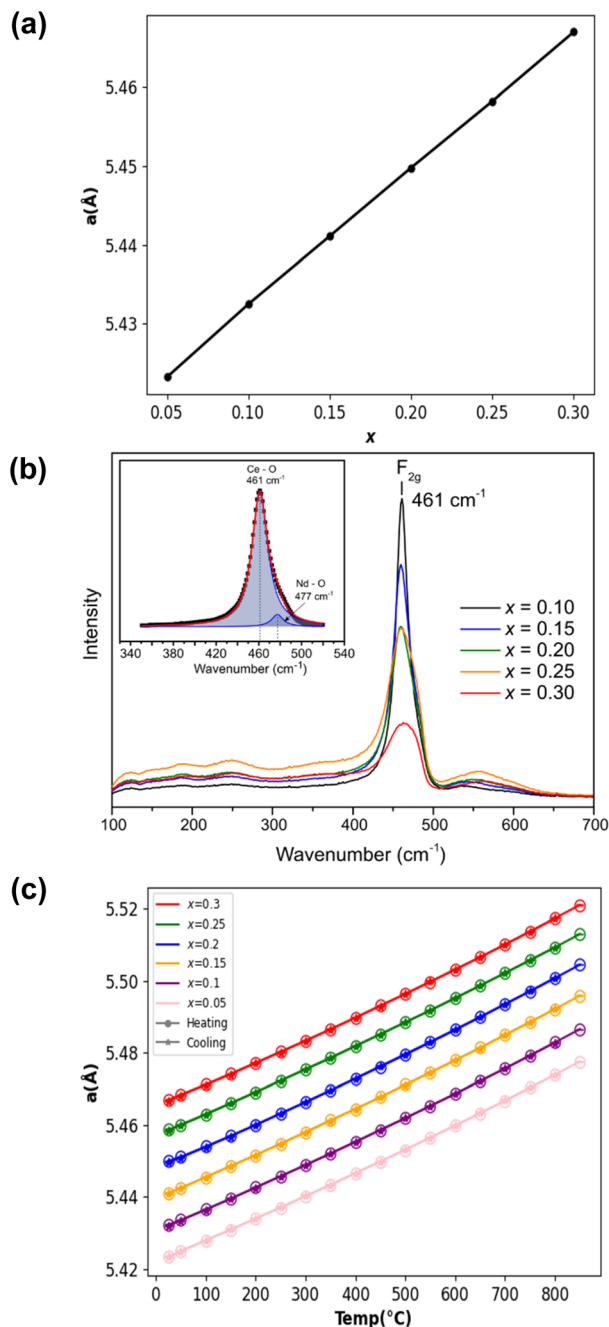 (a)
a(Å)
5.46
5.45
5.44
5.43
0.05 0.10 0.15 0.20 0.25 0.30
x
(b)
Intensity
Ce - O
461 cm⁻¹
Nd - O
477 cm⁻¹
340 380 420 460 500 540
Wavenumber (cm⁻¹)
F₂g
461 cm⁻¹
x = 0.10
x = 0.15
x = 0.20
x = 0.25
x = 0.30
100 200 300 400 500 600 700
Wavenumber (cm⁻¹)
(c)
a(Å)
5.52
5.50
5.48
5.46
5.44
5.42
x=0.3
x=0.25
x=0.2
x=0.15
x=0.1
x=0.05
Heating
Cooling
0 100 200 300 400 500 600 700 800
Temp(°C)